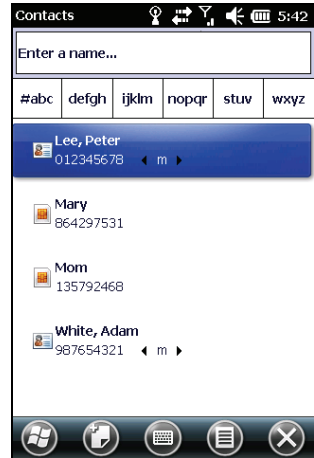 Contacts 5:42
Enter a name...
#abc defgh ijklm nopqr stuv wxyz
Lee, Peter
012345678 m
Mary
864297531
Mom
135792468
White, Adam
987654321 m